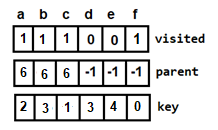 a b c d e f
1 1 1 0 0 1 visited
6 6 6 -1 -1 -1 parent
2 3 1 3 4 0 key